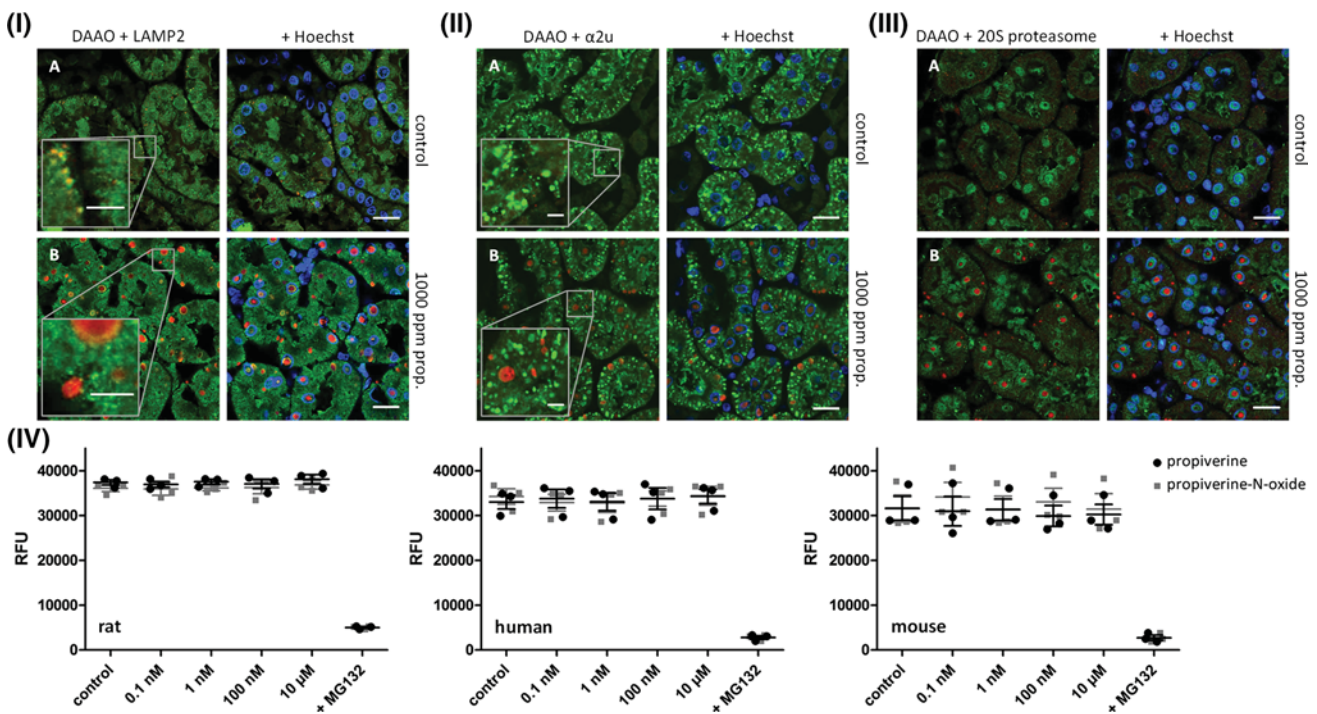 (I)
DAAO + LAMP2
+ Hoechst
A
control
B
1000 ppm prop.
(II)
DAAO + α2u
+ Hoechst
A
control
B
1000 ppm prop.
(III)
DAAO + 20S proteasome
+ Hoechst
A
control
B
1000 ppm prop.
(IV)
RFU
40000
30000
20000
10000
0
rat
control
0.1 nM
1 nM
100 nM
10 µM
+ MG132
RFU
40000
30000
20000
10000
0
human
control
0.1 nM
1 nM
100 nM
10 µM
+ MG132
RFU
40000
30000
20000
10000
0
mouse
control
0.1 nM
1 nM
100 nM
10 µM
+ MG132
propiverine
propiverine-N-oxide